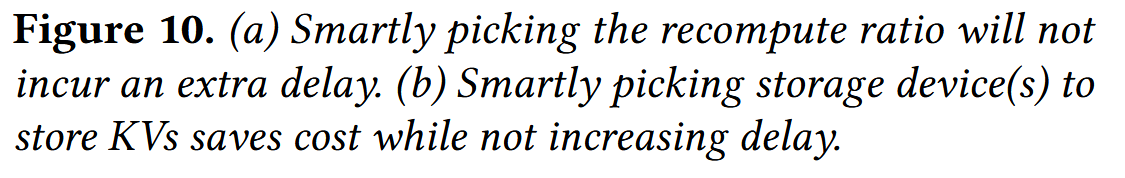 Figure 10. (a) Smartly picking the recompute ratio will not
incur an extra delay. (b) Smartly picking storage device(s) to
store KVs saves cost while not increasing delay.